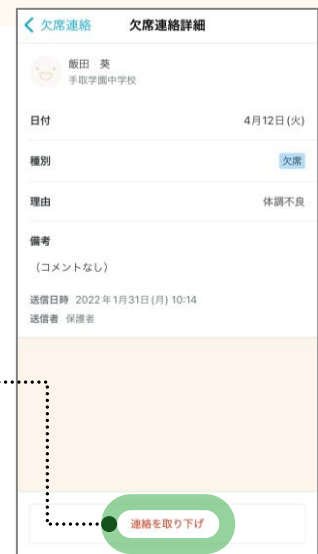 欠席連絡 欠席連絡詳細
飯田 葵
手取学園中学校
日付 4月12日(火)
種別 欠席
理由 体調不良
備考
(コメントなし)
送信日時 2022年1月31日(月) 10:14
送信者 保護者
連絡を取り下げ